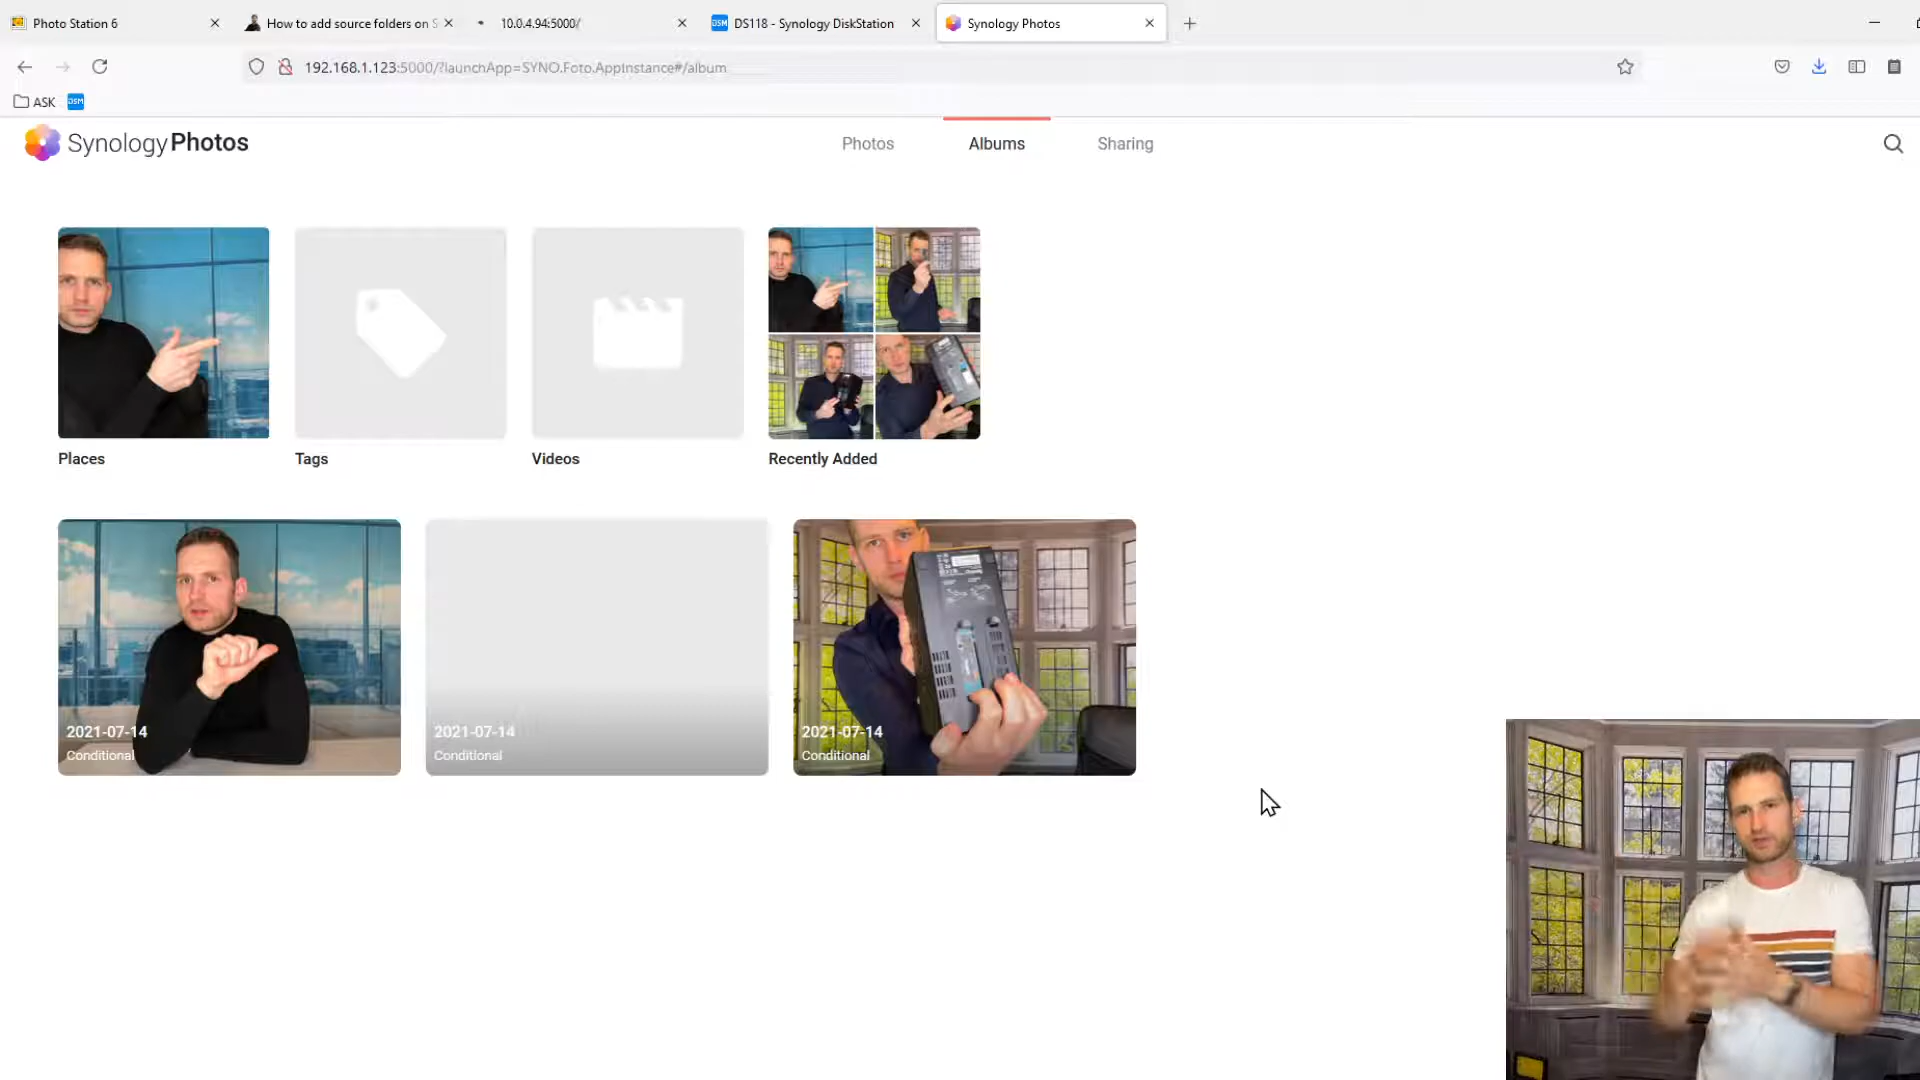 Photo Station 6
How to add source folders on S
10.0.4.94:5000/
DSM
DS118 - Synology DiskStation
Synology Photos
192.168.1.123:5000/?launchApp=SYNO.Foto.AppInstance#/album
ASK
DSM
Synology Photos
Photos
Albums
Sharing
Places
Tags
Videos
Recently Added
2021-07-14
Conditional
2021-07-14
Conditional
2021-07-14
Conditional